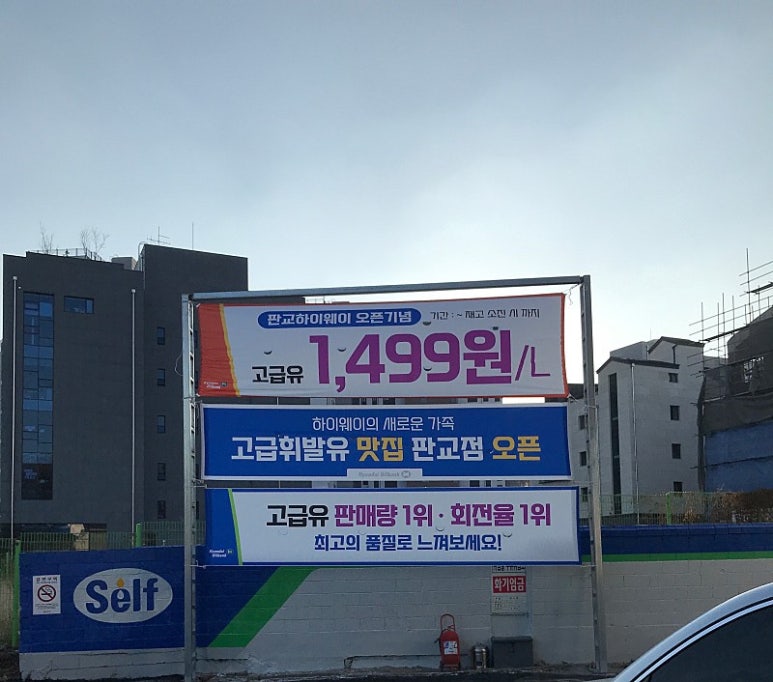 판교하이웨이 오픈기념
기간 : ~ 재고 소진 시 까지
고급유 1,499원/L
하이웨이의 새로운 가족
고급휘발유 맛집 판교점 오픈
Hyundai Oilbank
고급유 판매량 1위 · 회전율 1위
최고의 품질로 느껴보세요!
Hyundai Oilbank
Self
화기엄금